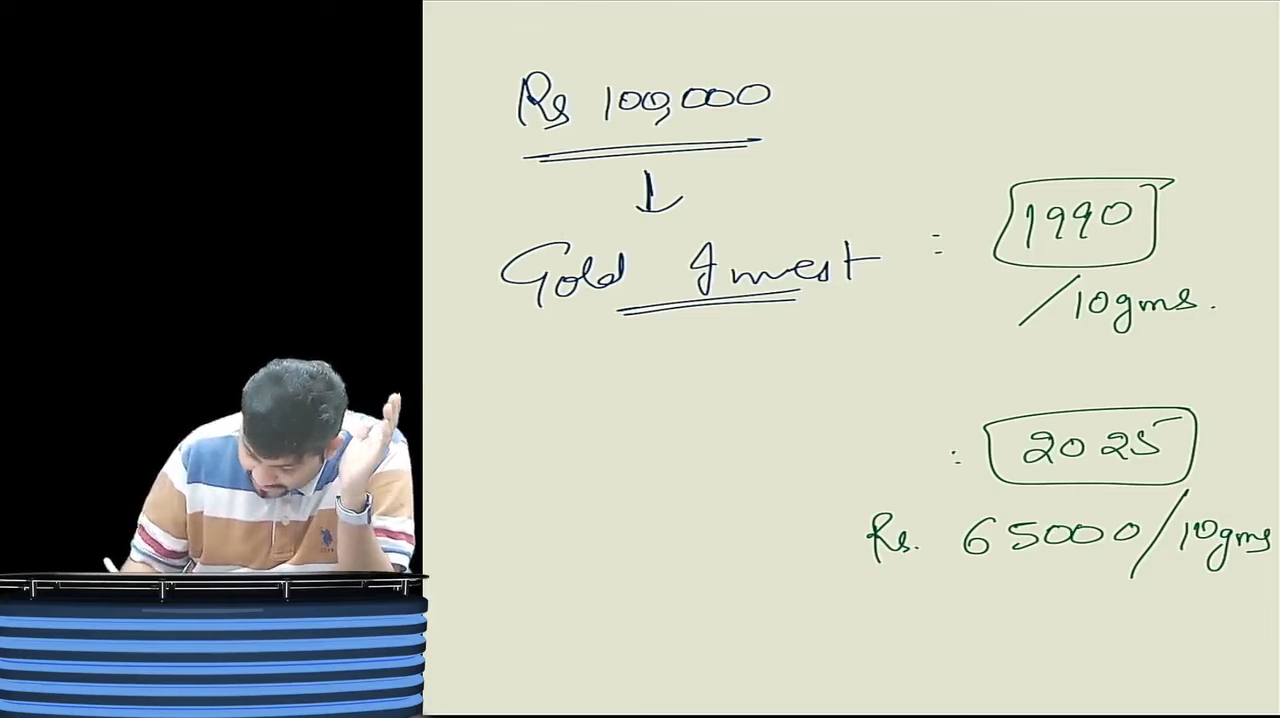 Rs 100,000
Gold Invest : 1990
/10gms.
: 2025
Rs. 65000/10gms